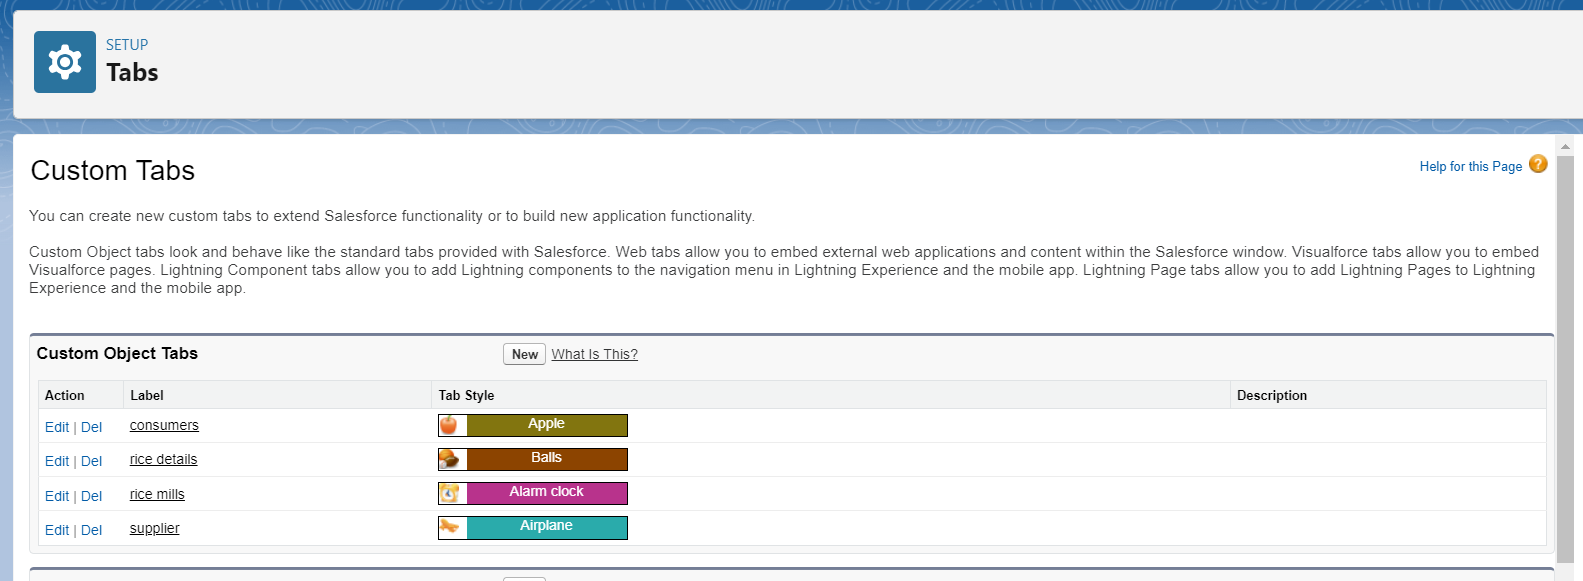 SETUP
Tabs
Custom Tabs
Help for this Page ?
You can create new custom tabs to extend Salesforce functionality or to build new application functionality.
Custom Object tabs look and behave like the standard tabs provided with Salesforce. Web tabs allow you to embed external web applications and content within the Salesforce window. Visualforce tabs allow you to embed
Visualforce pages. Lightning Component tabs allow you to add Lightning components to the navigation menu in Lightning Experience and the mobile app. Lightning Page tabs allow you to add Lightning Pages to Lightning
Experience and the mobile app.
Custom Object Tabs New What Is This?
Action Label Tab Style Description
Edit | Del consumers Apple
Edit | Del rice details Balls
Edit | Del rice mills Alarm clock
Edit | Del supplier Airplane